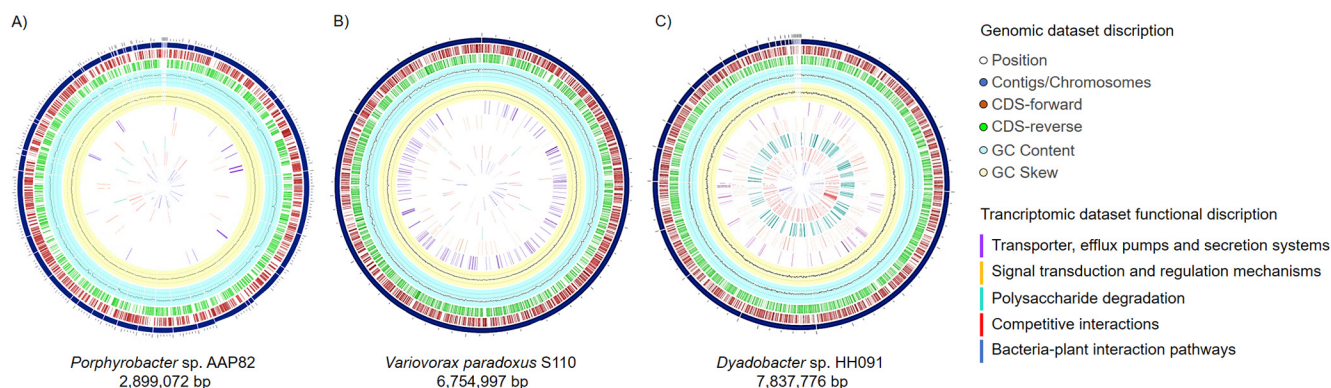 A)
B)
C)
Genomic dataset discription
Position
Contigs/Chromosomes
CDS-forward
CDS-reverse
GC Content
GC Skew
Trancriptomic dataset functional discription
Transporter, efflux pumps and secretion systems
Signal transduction and regulation mechanisms
Polysaccharide degradation
Competitive interactions
Bacteria-plant interaction pathways
Porphyrobacter sp. AAP82
2,899,072 bp
Variovorax paradoxus S110
6,754,997 bp
Dyadobacter sp. HH091
7,837,776 bp